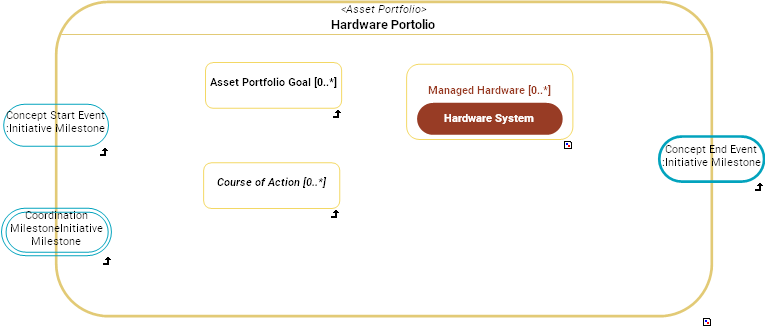 <Asset Portfolio>
Hardware Portolio
Asset Portfolio Goal [0..*]
Managed Hardware [0..*]
Hardware System
Concept Start Event
:Initiative Milestone
Concept End Event
:Initiative Milestone
Course of Action [0..*]
Coordination
MilestoneInitiative
Milestone